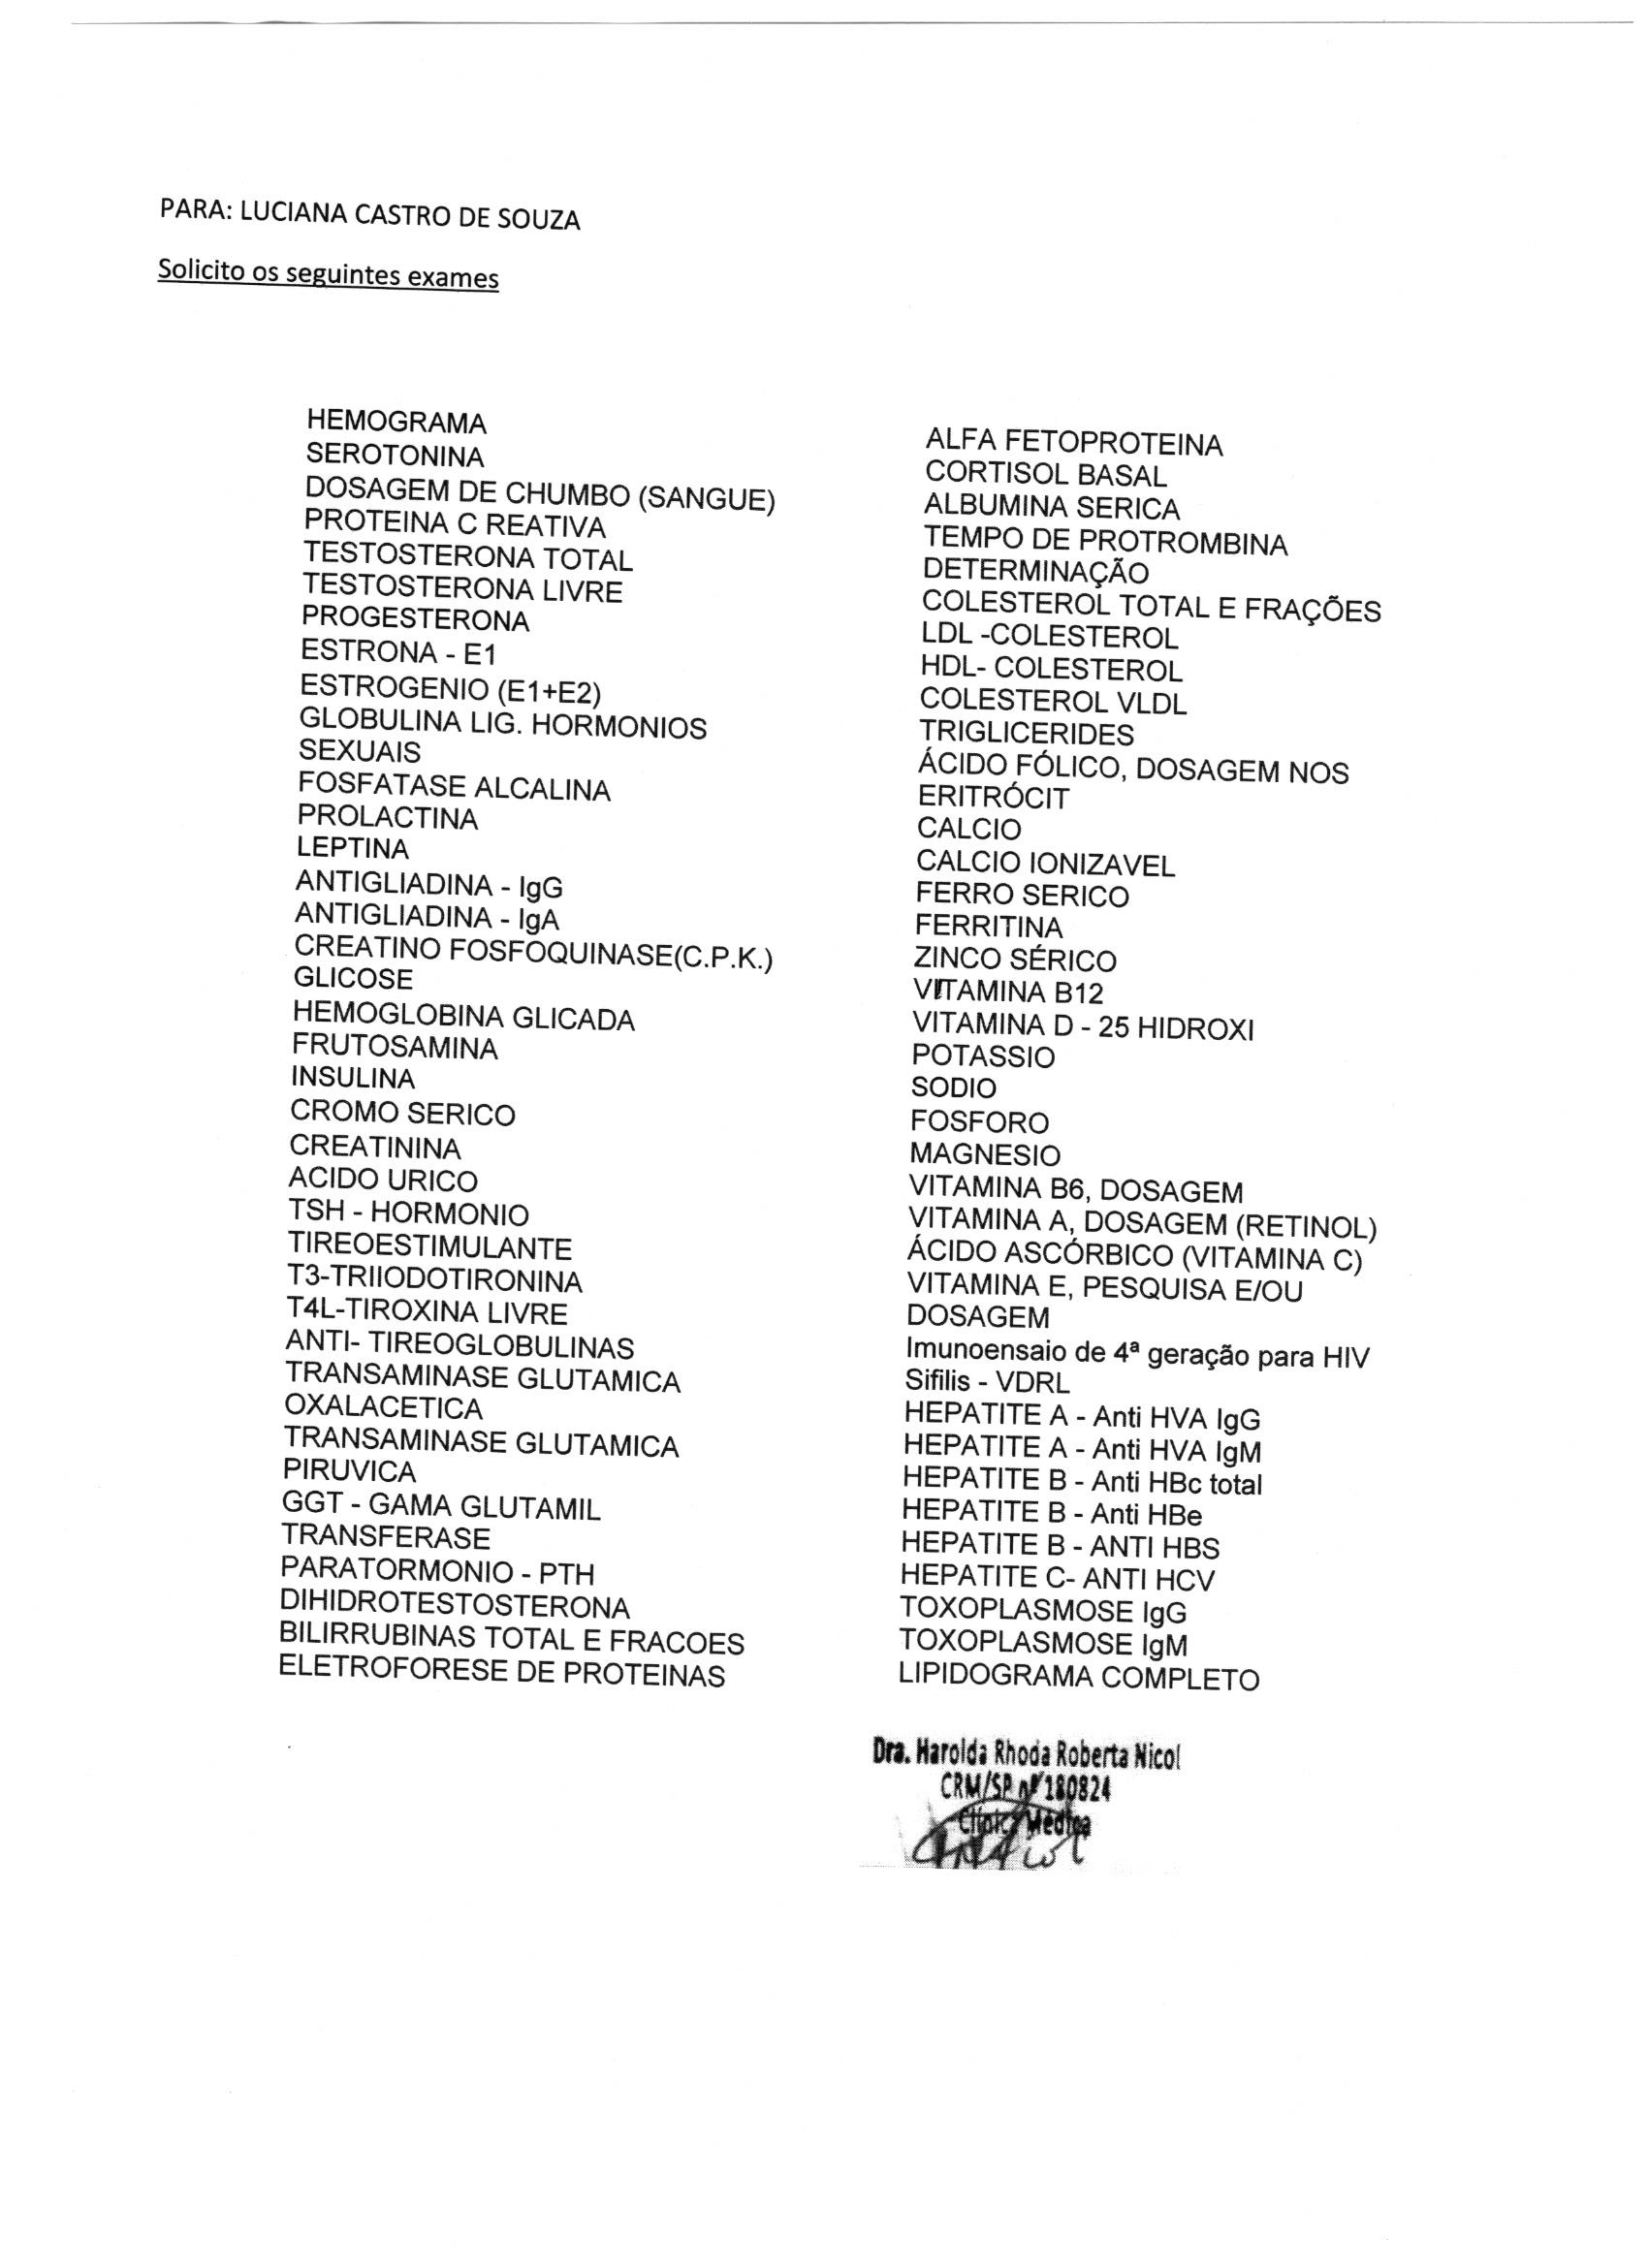 PARA: LUCIANA CASTRO DE SOUZA
Solicito os seguintes exames
HEMOGRAMA
SEROTONINA
DOSAGEM DE CHUMBO (SANGUE)
PROTEINA C REATIVA
TESTOSTERONA TOTAL
TESTOSTERONA LIVRE
PROGESTERONA
ESTRONA - E1
ESTROGENIO (E1+E2)
GLOBULINA LIG. HORMONIOS
SEXUAIS
FOSFATASE ALCALINA
PROLACTINA
LEPTINA
ANTIGLIADINA - IgG
ANTIGLIADINA - IgA
CREATINO FOSFOQUINASE(C.P.K.)
GLICOSE
HEMOGLOBINA GLICADA
FRUTOSAMINA
INSULINA
CROMO SERICO
CREATININA
ACIDO URICO
TSH - HORMONIO
TIREOESTIMULANTE
T3-TRIIODOTIRONINA
T4L-TIROXINA LIVRE
ANTI- TIREOGLOBULINAS
TRANSAMINASE GLUTAMICA
OXALACETICA
TRANSAMINASE GLUTAMICA
PIRUVICA
GGT - GAMA GLUTAMIL
TRANSFERASE
PARATORMONIO - PTH
DIHIDROTESTOSTERONA
BILIRRUBINAS TOTAL E FRACOES
ELETROFORESE DE PROTEINAS
ALFA FETOPROTEINA
CORTISOL BASAL
ALBUMINA SERICA
TEMPO DE PROTROMBINA
DETERMINAÇÃO
COLESTEROL TOTAL E FRAÇÕES
LDL -COLESTEROL
HDL- COLESTEROL
COLESTEROL VLDL
TRIGLICERIDES
ÁCIDO FÓLICO, DOSAGEM NOS
ERITRÓCIT
CALCIO
CALCIO IONIZAVEL
FERRO SERICO
FERRITINA
ZINCO SÉRICO
VITAMINA B12
VITAMINA D - 25 HIDROXI
POTASSIO
SODIO
FOSFORO
MAGNESIO
VITAMINA B6, DOSAGEM
VITAMINA A, DOSAGEM (RETINOL)
ÁCIDO ASCÓRBICO (VITAMINA C)
VITAMINA E, PESQUISA E/OU
DOSAGEM
Imunoensaio de 4ª geração para HIV
Sifilis - VDRL
HEPATITE A - Anti HVA IgG
HEPATITE A - Anti HVA IgM
HEPATITE B - Anti HBc total
HEPATITE B - Anti HBe
HEPATITE B - ANTI HBS
HEPATITE C- ANTI HCV
TOXOPLASMOSE IgG
TOXOPLASMOSE IgM
LIPIDOGRAMA COMPLETO
Dra. Harolda Rhoda Roberta Nicol
CRM/SP nº 180824
Clínica Médica